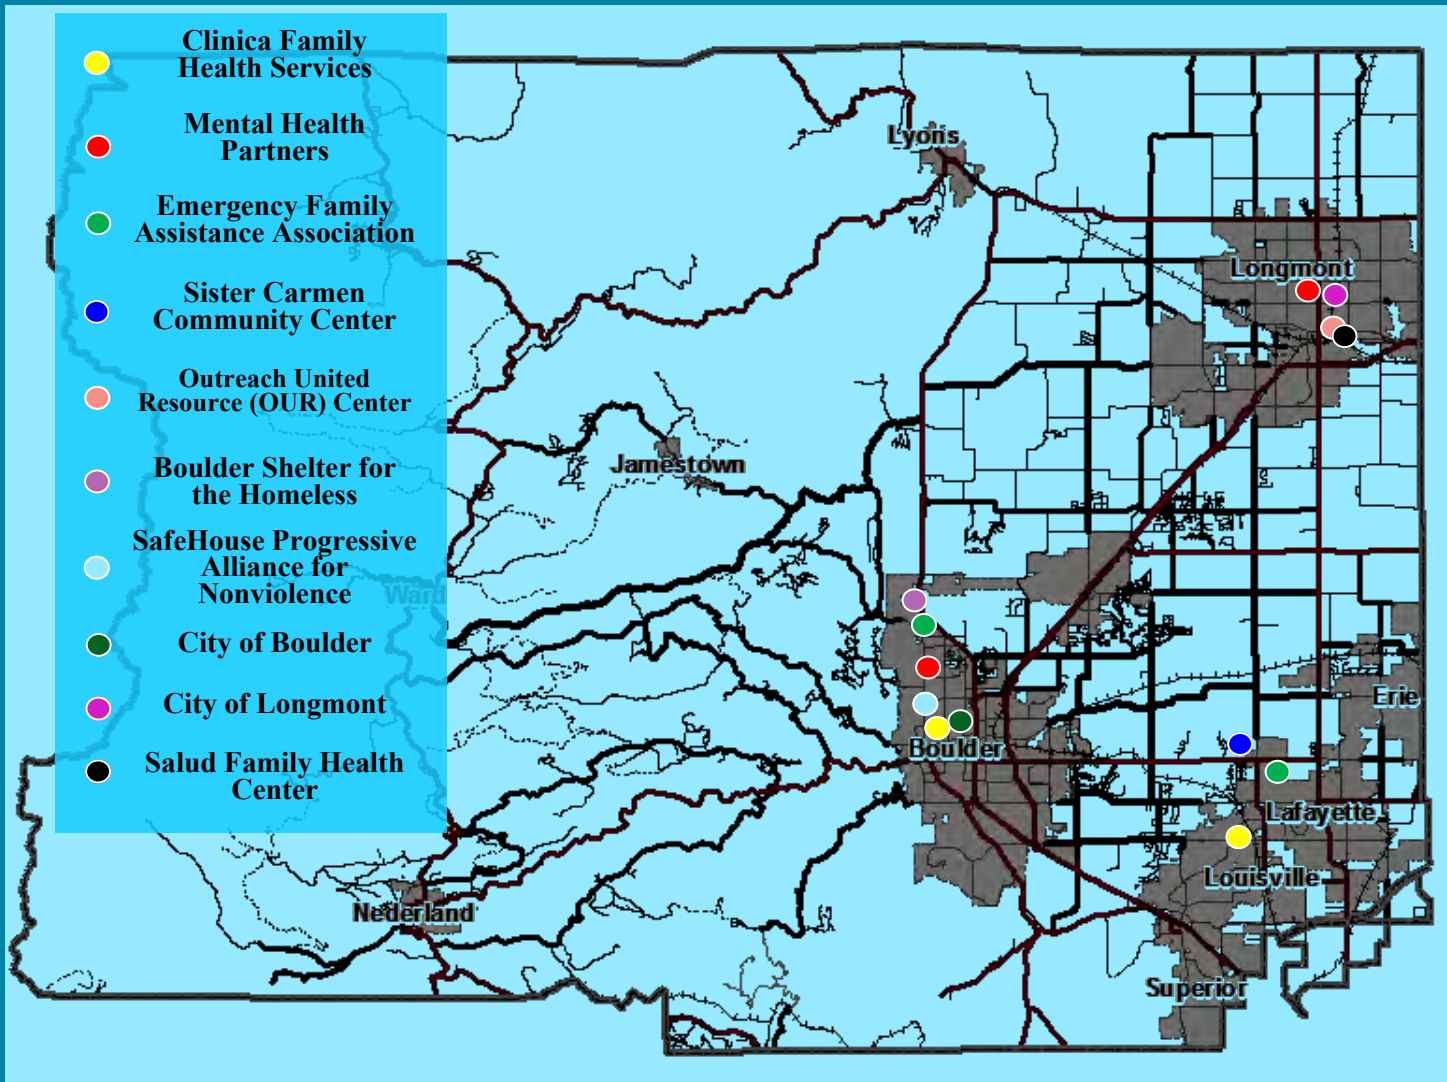 Clinica Family
Health Services
Mental Health
Partners
Emergency Family
Assistance Association
Sister Carmen
Community Center
Outreach United
Resource (OUR) Center
Boulder Shelter for
the Homeless
SafeHouse Progressive
Alliance for
Nonviolence
City of Boulder
City of Longmont
Salud Family Health
Center
Lyons
Longmont
Jamestown
Ward
Erie
Boulder
Lafayette
Louisville
Nederland
Superior